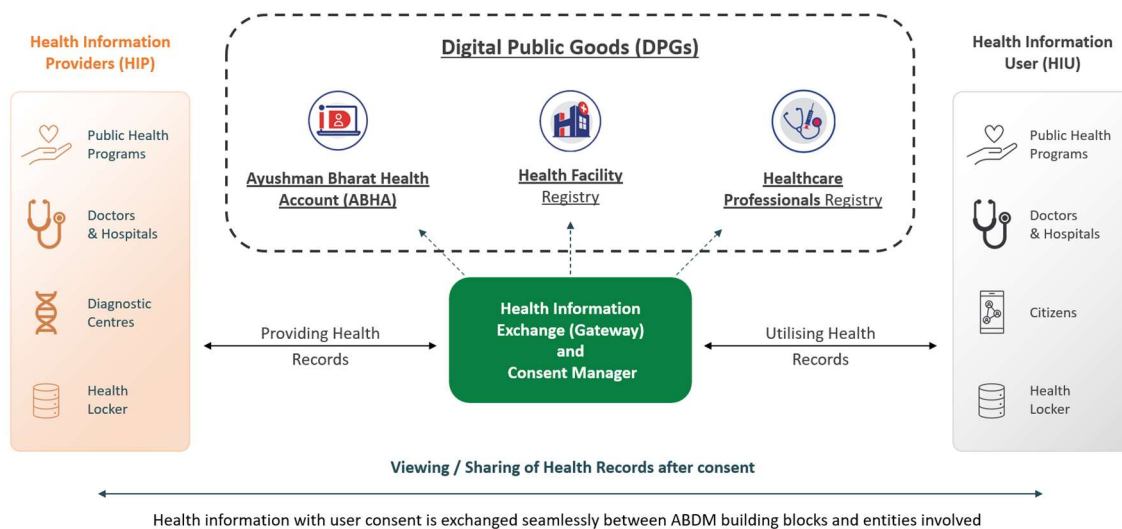 Health Information
Providers (HIP)
Public Health
Programs
Doctors
& Hospitals
Diagnostic
Centres
Health
Locker
Digital Public Goods (DPGs)
iD
Ayushman Bharat Health
Account (ABHA)
H
Health Facility
Registry
Healthcare
Professionals Registry
Providing Health
Records
Health Information
Exchange (Gateway)
and
Consent Manager
Utilising Health
Records
Health Information
User (HIU)
Public Health
Programs
Doctors
& Hospitals
Citizens
Health
Locker
Viewing / Sharing of Health Records after consent
Health information with user consent is exchanged seamlessly between ABDM building blocks and entities involved